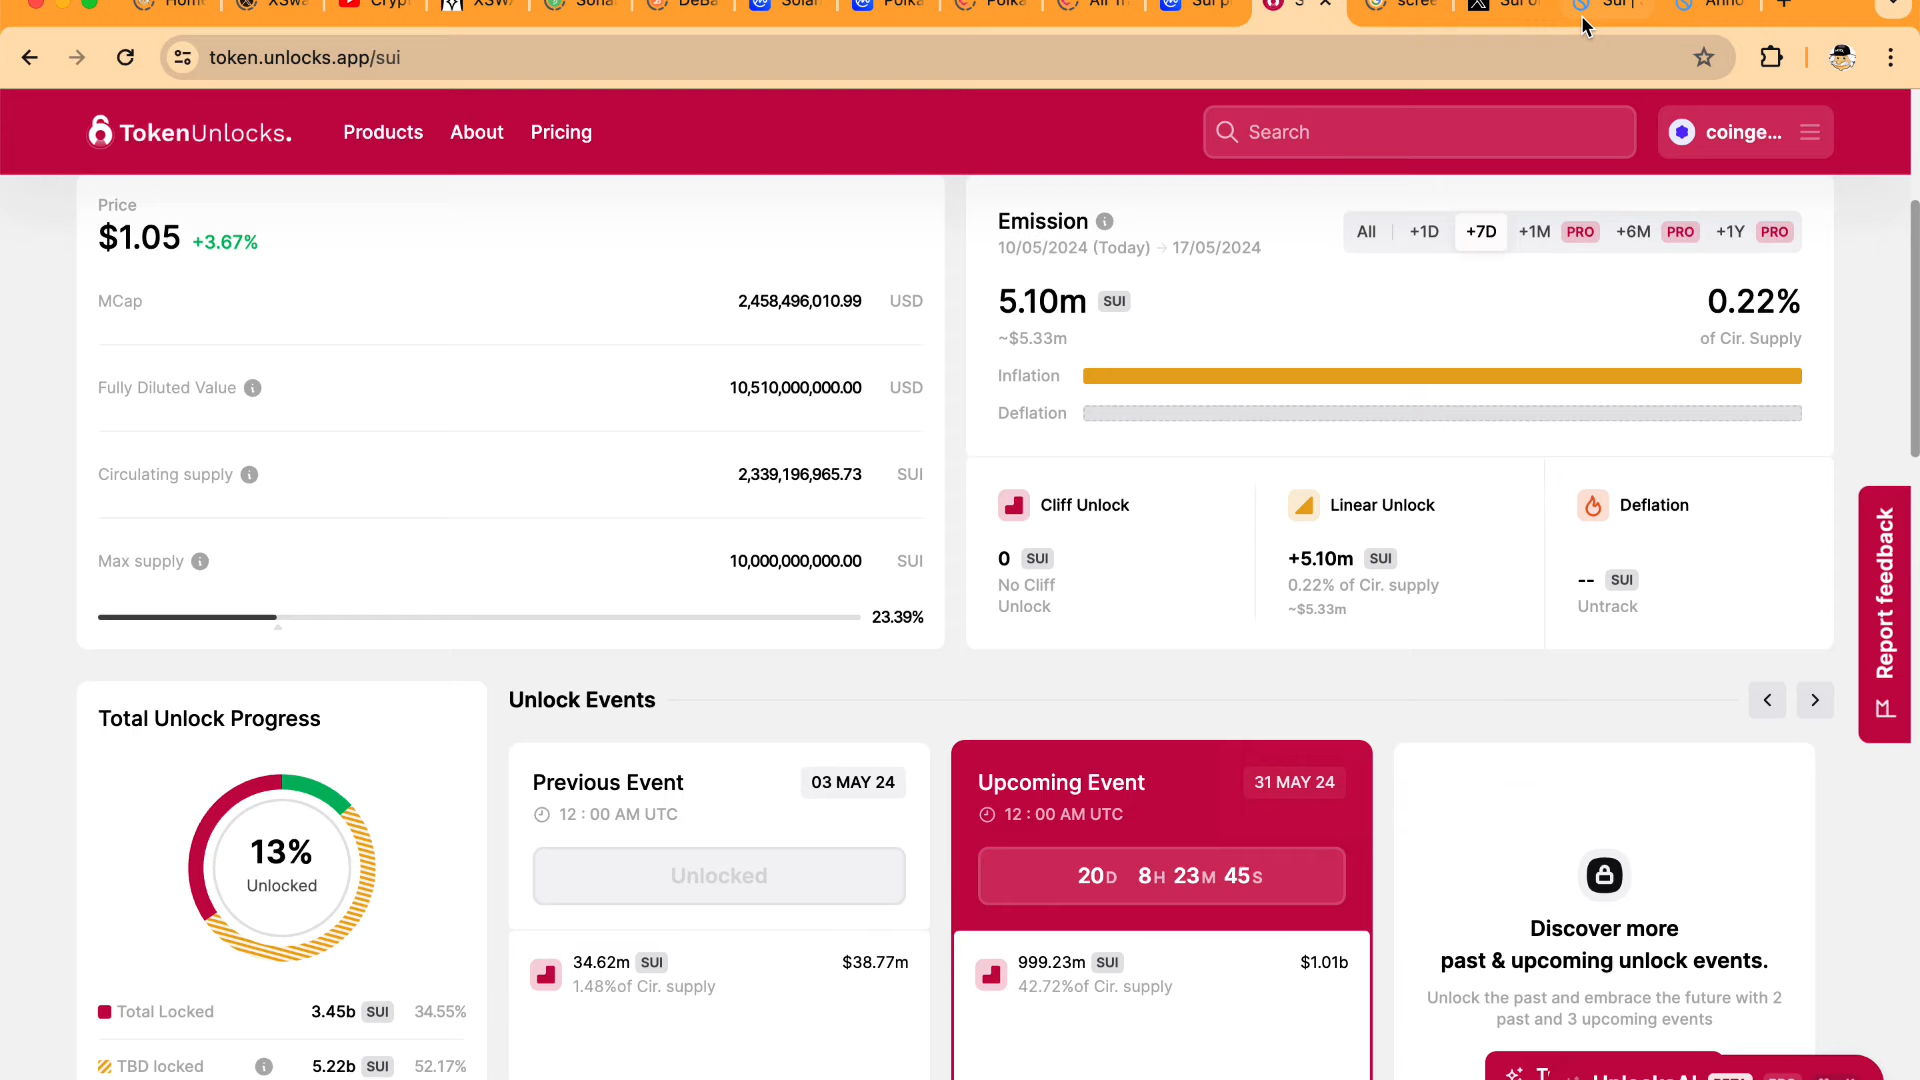 token.unlocks.app/sui
TokenUnlocks.
Products
About
Pricing
Search
coinge...
Price
$1.05 +3.67%
MCap 2,458,496,010.99 USD
Fully Diluted Value 10,510,000,000.00 USD
Circulating supply 2,339,196,965.73 SUI
Max supply 10,000,000,000.00 SUI
23.39%
Emission
All +1D +7D +1M PRO +6M PRO +1Y PRO
10/05/2024 (Today) → 17/05/2024
5.10m SUI 0.22%
~$5.33m of Cir. Supply
Inflation
Deflation
Cliff Unlock
0 SUI
No Cliff
Unlock
Linear Unlock
+5.10m SUI
0.22% of Cir. supply
~$5.33m
Deflation
-- SUI
Untrack
Report feedback
Total Unlock Progress
13%
Unlocked
Total Locked 3.45b SUI 34.55%
TBD locked 5.22b SUI 52.17%
Unlock Events
Previous Event 03 MAY 24
12 : 00 AM UTC
Unlocked
34.62m SUI $38.77m
1.48%of Cir. supply
Upcoming Event 31 MAY 24
12 : 00 AM UTC
20D 8H 23M 45S
999.23m SUI $1.01b
42.72%of Cir. supply
Discover more
past & upcoming unlock events.
Unlock the past and embrace the future with 2
past and 3 upcoming events